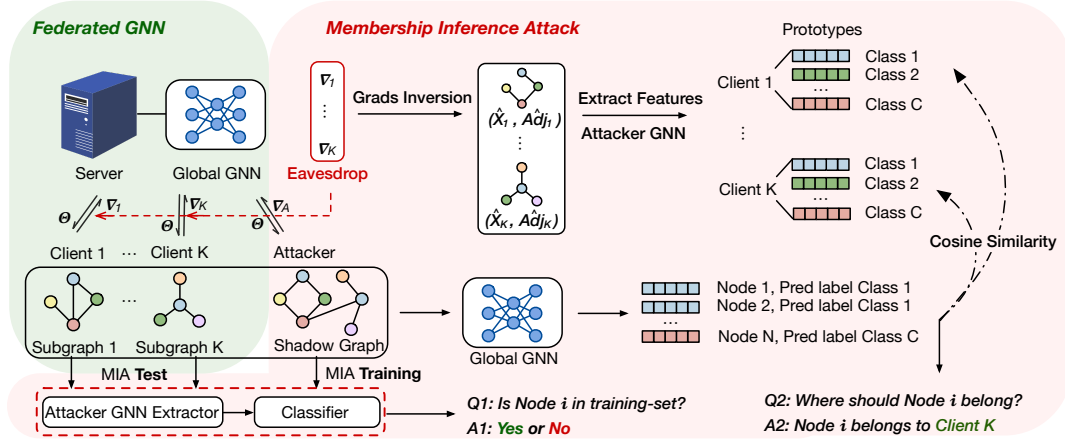 Federated GNN
Membership Inference Attack
Server
Global GNN
∇1
⋮
∇K
Eavesdrop
Grads Inversion
(X̂1 , Âdj1 )
⋮
(X̂K, ÂdjK)
Extract Features
Attacker GNN
Prototypes
Client 1
Class 1
Class 2
...
Class C
⋮
Client K
Class 1
Class 2
...
Class C
Cosine Similarity
Θ ∇1
Θ ∇K
Θ ∇A
Client 1 ... Client K
Attacker
...
Subgraph 1
Subgraph K
Shadow Graph
Global GNN
Node 1, Pred label Class 1
Node 2, Pred label Class 1
...
Node N, Pred label Class C
MIA Test
MIA Training
Attacker GNN Extractor
Classifier
Q1: Is Node i in training-set?
A1: Yes or No
Q2: Where should Node i belong?
A2: Node i belongs to Client K